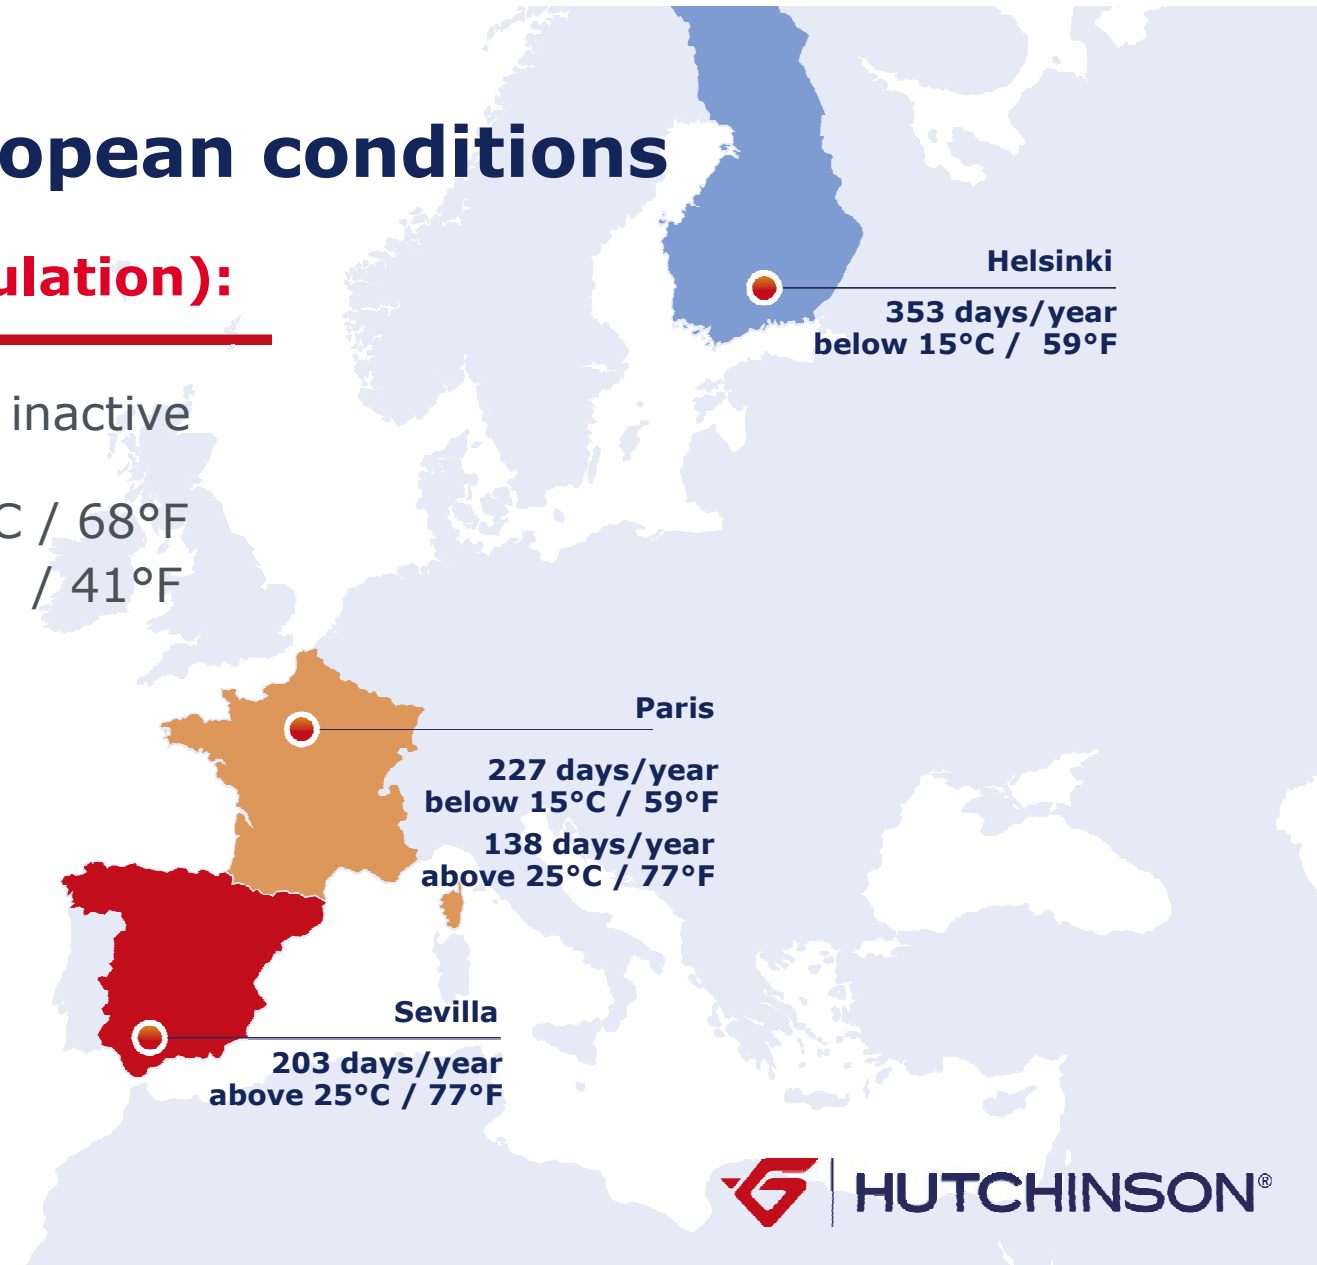 opean conditions
ulation):
inactive
C / 68°F
/ 41°F
Helsinki
353 days/year
below 15°C / 59°F
Paris
227 days/year
below 15°C / 59°F
138 days/year
above 25°C / 77°F
Sevilla
203 days/year
above 25°C / 77°F
HUTCHINSON®